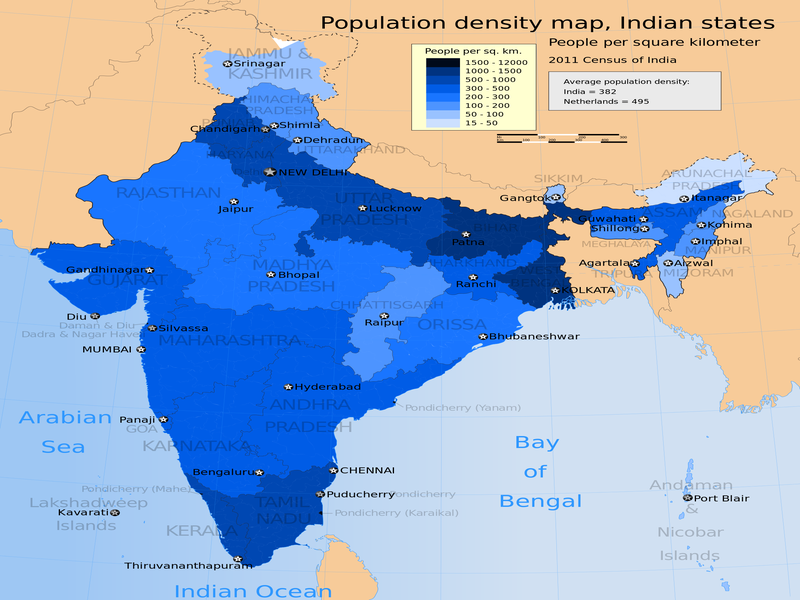 Population density map, Indian states
People per square kilometer
2011 Census of India
People per sq. km.
1500 - 12000
1000 - 1500
500 - 1000
300 - 500
200 - 300
100 - 200
50 - 100
15 - 50
Average population density:
India = 382
Netherlands = 495
JAMMU &
KASHMIR
Srinagar
HIMACHAL
PRADESH
PUNJAB
Chandigarh
Shimla
Dehradun
UTTARAKHAND
HARYANA
NEW DELHI
RAJASTHAN
Jaipur
UTTAR
PRADESH
Lucknow
SIKKIM
Gangtok
ARUNACHAL
PRADESH
Itanagar
ASSAM
NAGALAND
Guwahati
Shillong
Kohima
MEGHALAYA
Imphal
MANIPUR
Agartala
TRIPURA
Aizwal
MIZORAM
BIHAR
Patna
JHARKHAND
Ranchi
WEST
BENGAL
KOLKATA
Gandhinagar
GUJARAT
MADHYA
PRADESH
Bhopal
CHHATTISGARH
Raipur
ORISSA
Bhubaneshwar
Diu
Daman & Diu
Dadra & Nagar Haveli
Silvassa
MUMBAI
MAHARASHTRA
Hyderabad
ANDHRA
PRADESH
Pondicherry (Yanam)
Arabian
Sea
Panaji
GOA
KARNATAKA
Bay
of
Bengal
Bengaluru
CHENNAI
Pohdicherry (Mahe)
Puducherry
Pondicherry
Lakshadweep
Islands
Kavarati
TAMIL
NADU
Pondicherry (Karaikal)
KERALA
Thiruvananthapuram
Andaman
&
Nicobar
Islands
Port Blair
Indian Ocean